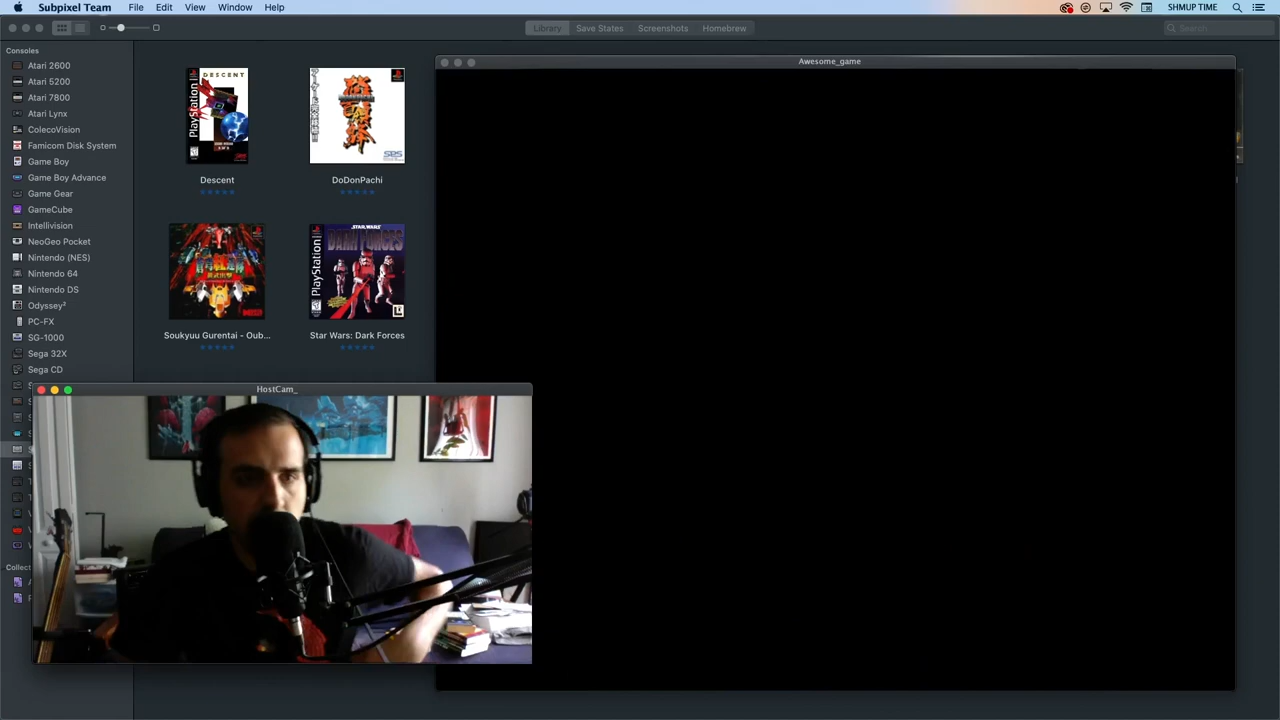 Subpixel Team File Edit View Window Help SHMUP TIME
Library Save States Screenshots Homebrew Search
Consoles
Atari 2600
Atari 5200
Atari 7800
Atari Lynx
ColecoVision
Famicom Disk System
Game Boy
Game Boy Advance
Game Gear
GameCube
Intellivision
NeoGeo Pocket
Nintendo (NES)
Nintendo 64
Nintendo DS
Odyssey²
PC-FX
SG-1000
Sega 32X
Sega CD
Collect
DESCENT
PlayStation
Descent
DoDonPachi
Soukyuu Gurentai - Oub...
STAR WARS
DARK FORCES
PlayStation
Star Wars: Dark Forces
Awesome_game
HostCam_